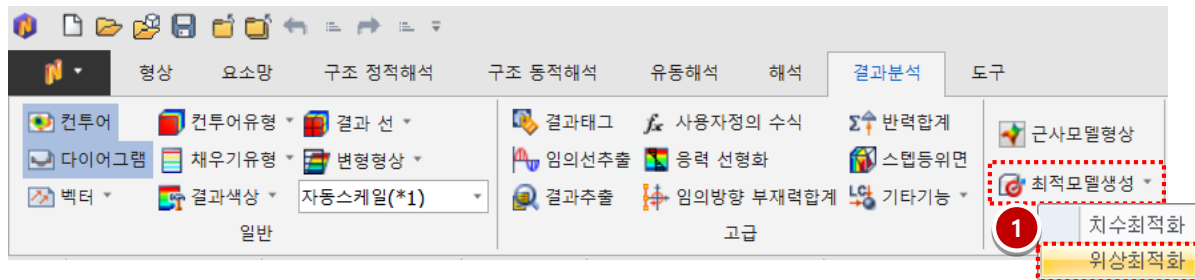 형상 요소망 구조 정적해석 구조 동적해석 유동해석 해석 결과분석 도구
컨투어 컨투어유형 결과 선 결과태그 fx 사용자정의 수식 Σ 반력합계 근사모델형상
다이어그램 채우기유형 변형형상 임의선추출 응력 선형화 스텝등위면
최적모델생성
벡터 결과색상 자동스케일(*1) 결과추출 임의방향 부재력합계 LC 기타기능
일반 고급 1 치수최적화
위상최적화